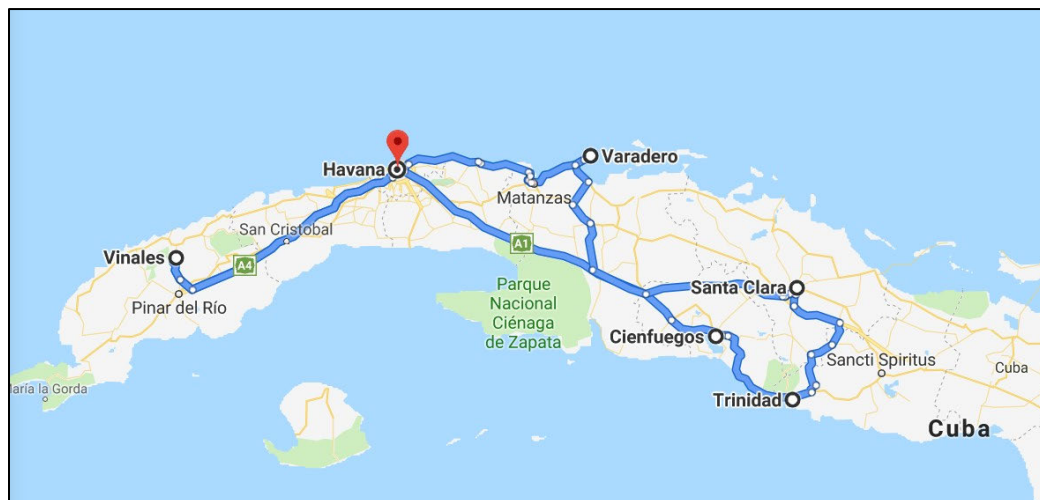 Havana
Varadero
Matanzas
San Cristobal
A1
Vinales
A4
Pinar del Río
Parque
Nacional
Ciénaga
de Zapata
Santa Clara
Cienfuegos
Sancti Spiritus
Cuba
María la Gorda
Trinidad
Cuba